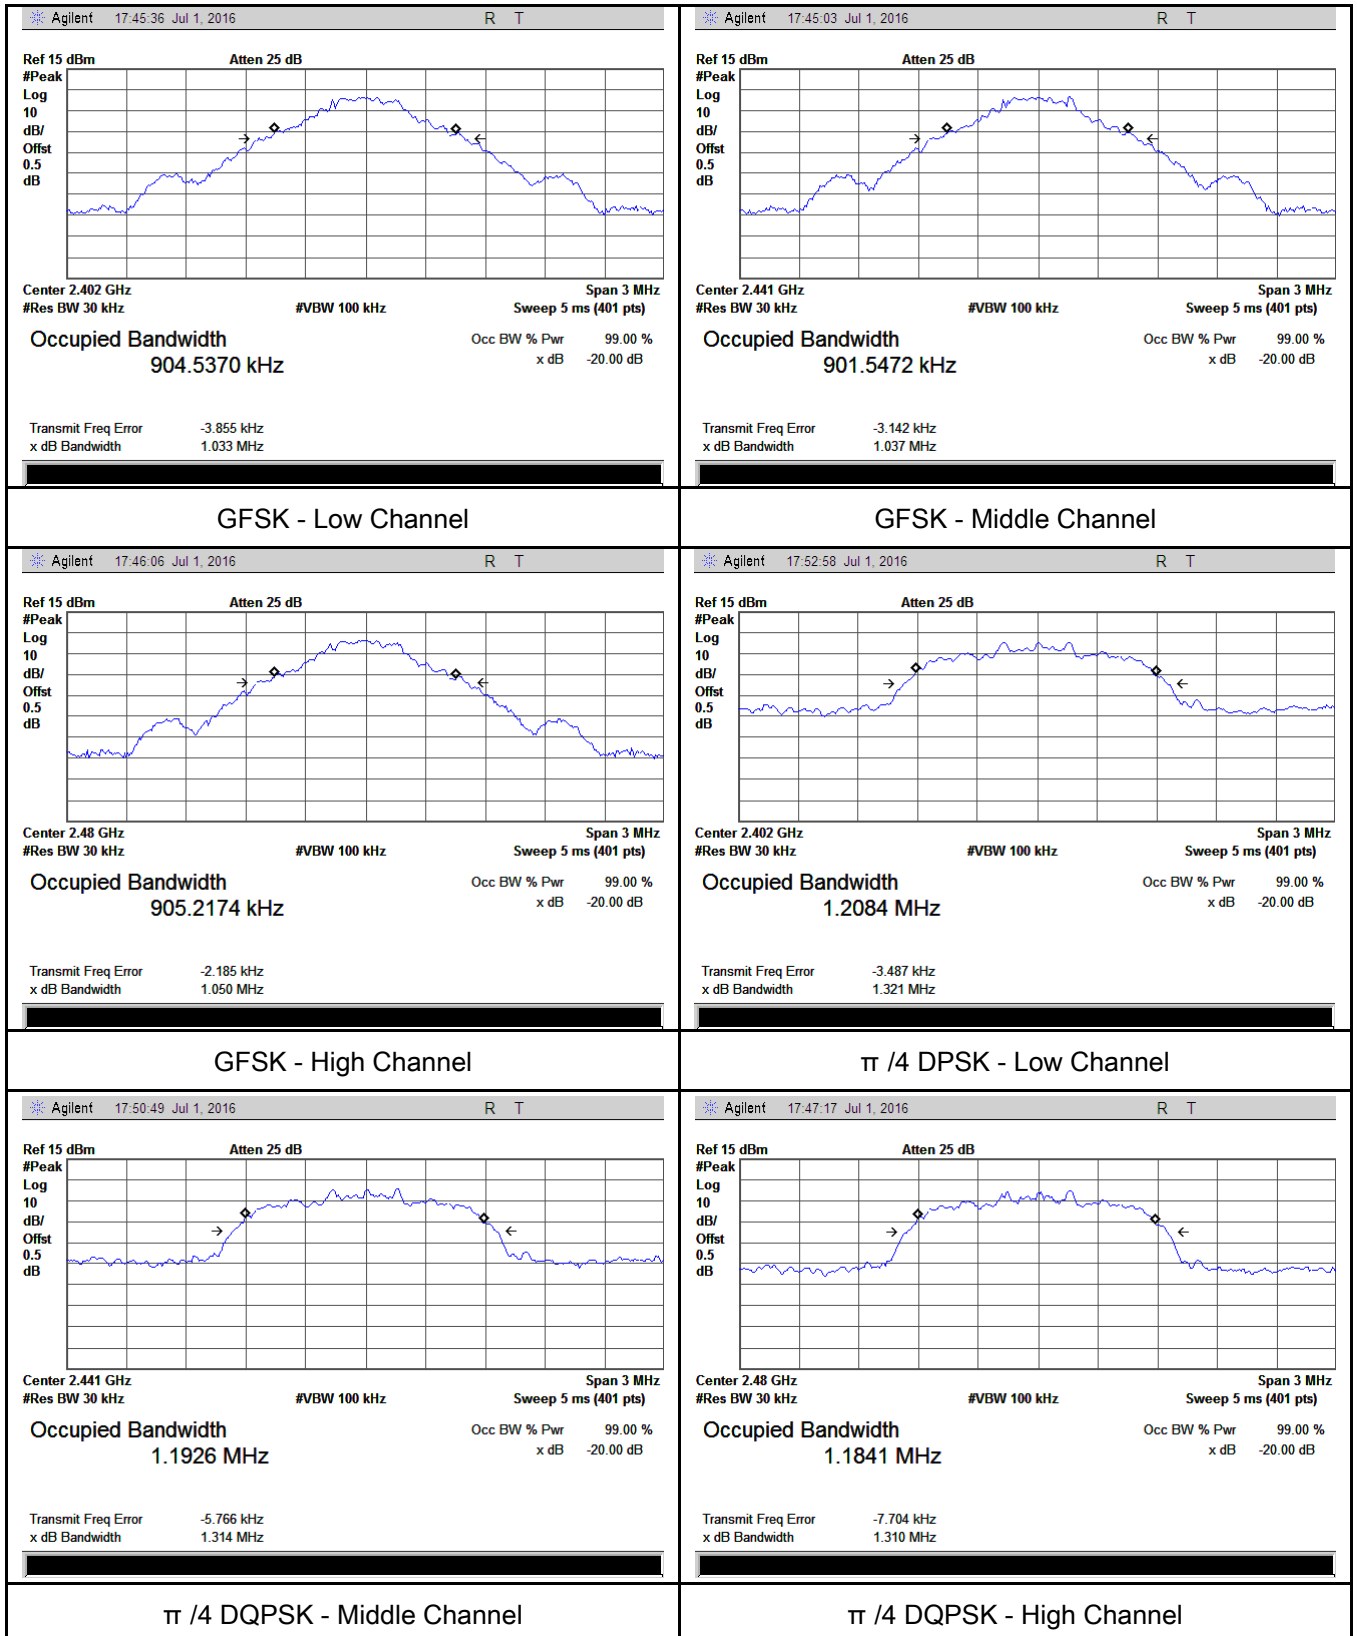 Agilent 17:45:36 Jul 1, 2016 R T
Ref 15 dBm Atten 25 dB
#Peak
Log
10
dB/
Offst
0.5
dB
Center 2.402 GHz Span 3 MHz
#Res BW 30 kHz #VBW 100 kHz Sweep 5 ms (401 pts)
Occupied Bandwidth Occ BW % Pwr 99.00 %
904.5370 kHz x dB -20.00 dB
Transmit Freq Error -3.855 kHz
x dB Bandwidth 1.033 MHz
GFSK - Low Channel
Agilent 17:45:03 Jul 1, 2016 R T
Ref 15 dBm Atten 25 dB
#Peak
Log
10
dB/
Offst
0.5
dB
Center 2.441 GHz Span 3 MHz
#Res BW 30 kHz #VBW 100 kHz Sweep 5 ms (401 pts)
Occupied Bandwidth Occ BW % Pwr 99.00 %
901.5472 kHz x dB -20.00 dB
Transmit Freq Error -3.142 kHz
x dB Bandwidth 1.037 MHz
GFSK - Middle Channel
Agilent 17:46:06 Jul 1, 2016 R T
Ref 15 dBm Atten 25 dB
#Peak
Log
10
dB/
Offst
0.5
dB
Center 2.48 GHz Span 3 MHz
#Res BW 30 kHz #VBW 100 kHz Sweep 5 ms (401 pts)
Occupied Bandwidth Occ BW % Pwr 99.00 %
905.2174 kHz x dB -20.00 dB
Transmit Freq Error -2.185 kHz
x dB Bandwidth 1.050 MHz
GFSK - High Channel
Agilent 17:52:58 Jul 1, 2016 R T
Ref 15 dBm Atten 25 dB
#Peak
Log
10
dB/
Offst
0.5
dB
Center 2.402 GHz Span 3 MHz
#Res BW 30 kHz #VBW 100 kHz Sweep 5 ms (401 pts)
Occupied Bandwidth Occ BW % Pwr 99.00 %
1.2084 MHz x dB -20.00 dB
Transmit Freq Error -3.487 kHz
x dB Bandwidth 1.321 MHz
π /4 DPSK - Low Channel
Agilent 17:50:49 Jul 1, 2016 R T
Ref 15 dBm Atten 25 dB
#Peak
Log
10
dB/
Offst
0.5
dB
Center 2.441 GHz Span 3 MHz
#Res BW 30 kHz #VBW 100 kHz Sweep 5 ms (401 pts)
Occupied Bandwidth Occ BW % Pwr 99.00 %
1.1926 MHz x dB -20.00 dB
Transmit Freq Error -5.766 kHz
x dB Bandwidth 1.314 MHz
π /4 DQPSK - Middle Channel
Agilent 17:47:17 Jul 1, 2016 R T
Ref 15 dBm Atten 25 dB
#Peak
Log
10
dB/
Offst
0.5
dB
Center 2.48 GHz Span 3 MHz
#Res BW 30 kHz #VBW 100 kHz Sweep 5 ms (401 pts)
Occupied Bandwidth Occ BW % Pwr 99.00 %
1.1841 MHz x dB -20.00 dB
Transmit Freq Error -7.704 kHz
x dB Bandwidth 1.310 MHz
π /4 DQPSK - High Channel